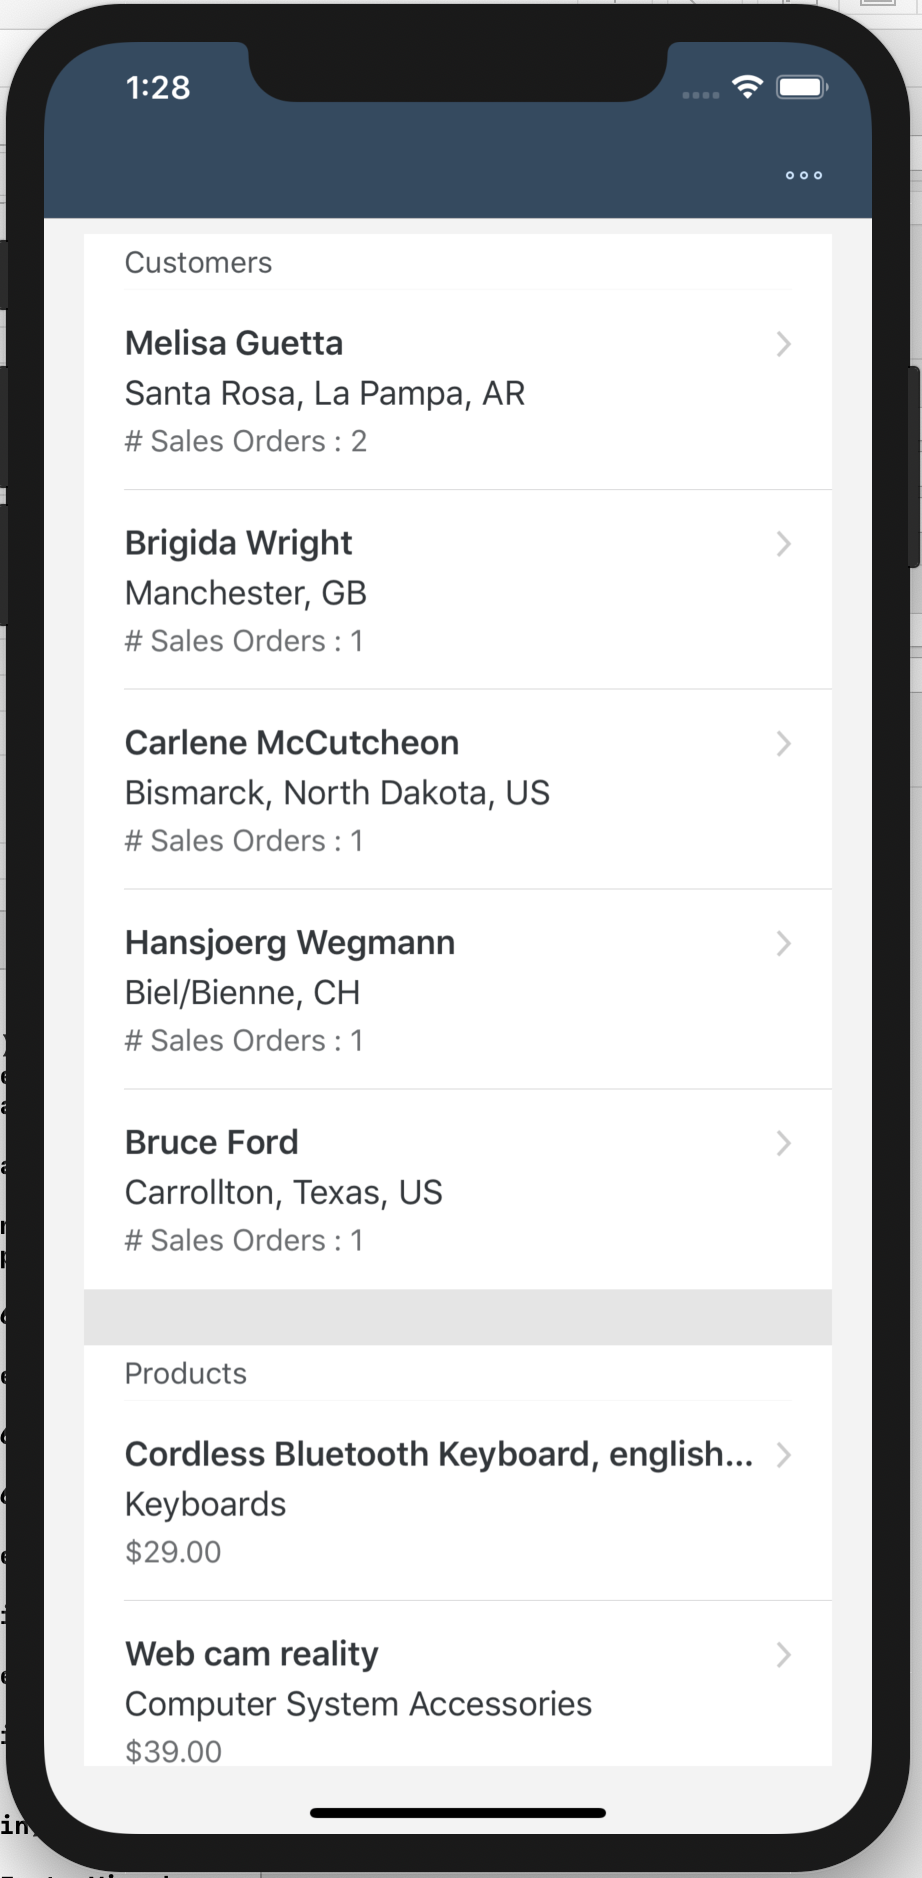 1:28
Customers
Melisa Guetta
Santa Rosa, La Pampa, AR
# Sales Orders : 2
Brigida Wright
Manchester, GB
# Sales Orders : 1
Carlene McCutcheon
Bismarck, North Dakota, US
# Sales Orders : 1
Hansjoerg Wegmann
Biel/Bienne, CH
# Sales Orders : 1
Bruce Ford
Carrollton, Texas, US
# Sales Orders : 1
Products
Cordless Bluetooth Keyboard, english...
Keyboards
$29.00
Web cam reality
Computer System Accessories
$39.00